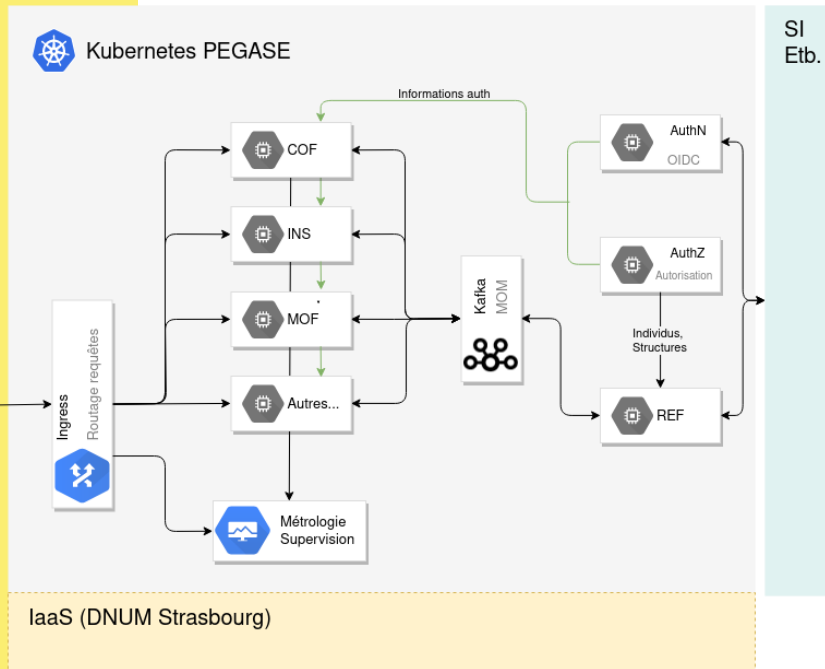 Kubernetes PEGASE
SI
Etb.
Informations auth
COF
AuthN
OIDC
INS
AuthZ
Autorisation
Kafka
MOM
MOF
Individus,
Structures
Ingress
Routage requêtes
Autres...
REF
Métrologie
Supervision
IaaS (DNUM Strasbourg)